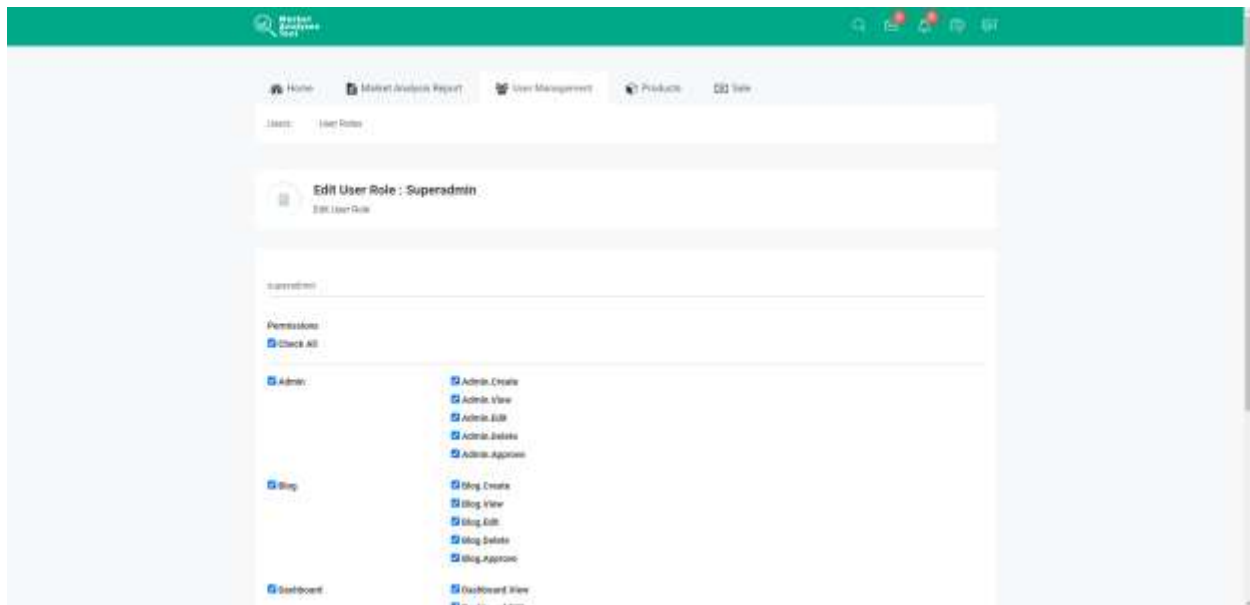 Market
Analyses
Tool
Home Market Analysis Report User Management Products Sale
Users User Roles
Edit User Role : Superadmin
Edit User Role
superadmin
Permissions
Check All
Admin Admin.Create
Admin.View
Admin.Edit
Admin.Delete
Admin.Approve
Blog Blog.Create
Blog.View
Blog.Edit
Blog.Delete
Blog.Approve
Dashboard Dashboard.View